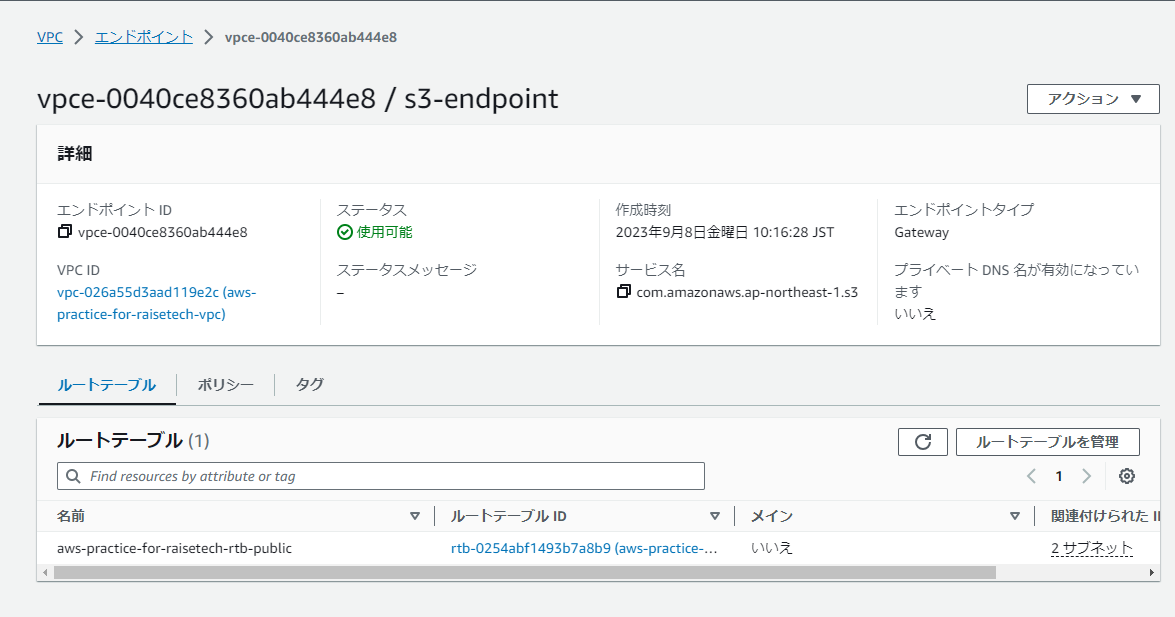 VPC > エンドポイント > vpce-0040ce8360ab444e8
vpce-0040ce8360ab444e8 / s3-endpoint
アクション ▼
詳細
エンドポイント ID
vpce-0040ce8360ab444e8
ステータス
使用可能
作成時刻
2023年9月8日金曜日 10:16:28 JST
エンドポイントタイプ
Gateway
VPC ID
vpc-026a55d3aad119e2c (aws-
practice-for-raisetech-vpc)
ステータスメッセージ
–
サービス名
com.amazonaws.ap-northeast-1.s3
プライベート DNS 名が有効になってい
ます
いいえ
ルートテーブル
ポリシー
タグ
ルートテーブル (1)
ルートテーブルを管理
Find resources by attribute or tag
1
名前 ルートテーブル ID メイン 関連付けられた
aws-practice-for-raisetech-rtb-public rtb-0254abf1493b7a8b9 (aws-practice-... いいえ 2 サブネット